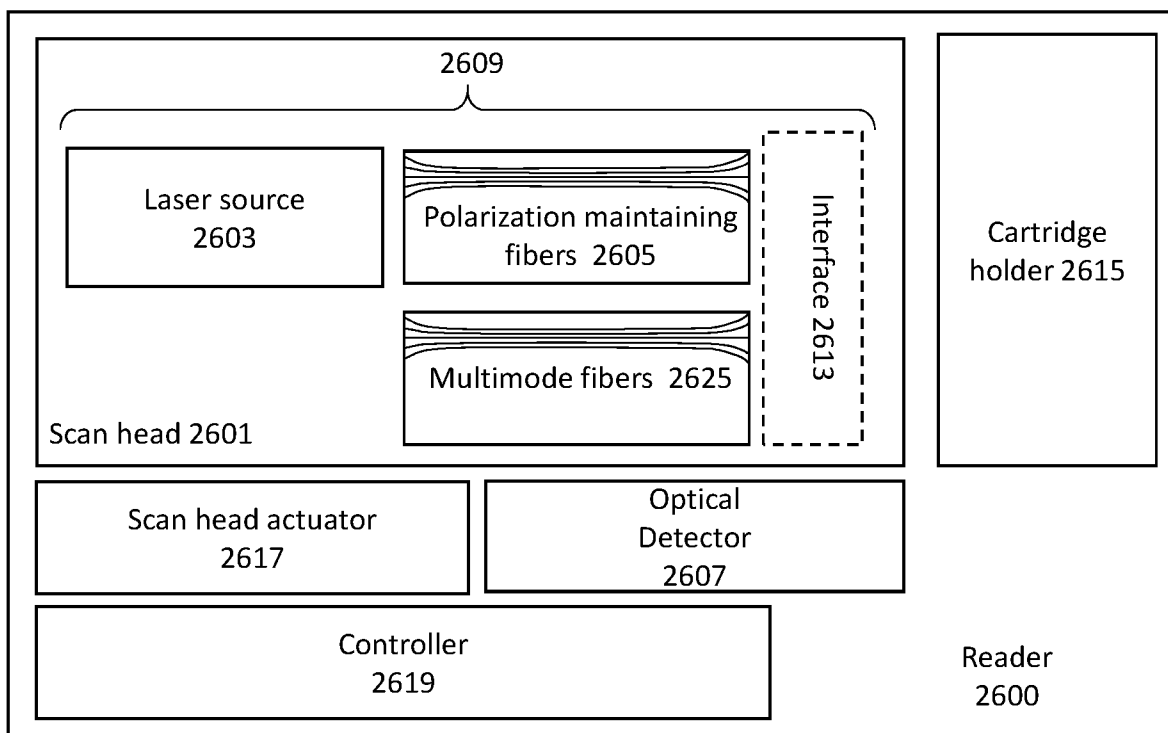 2609
Laser source
2603
Polarization maintaining
fibers 2605
Multimode fibers 2625
Interface 2613
Scan head 2601
Cartridge
holder 2615
Scan head actuator
2617
Optical
Detector
2607
Controller
2619
Reader
2600